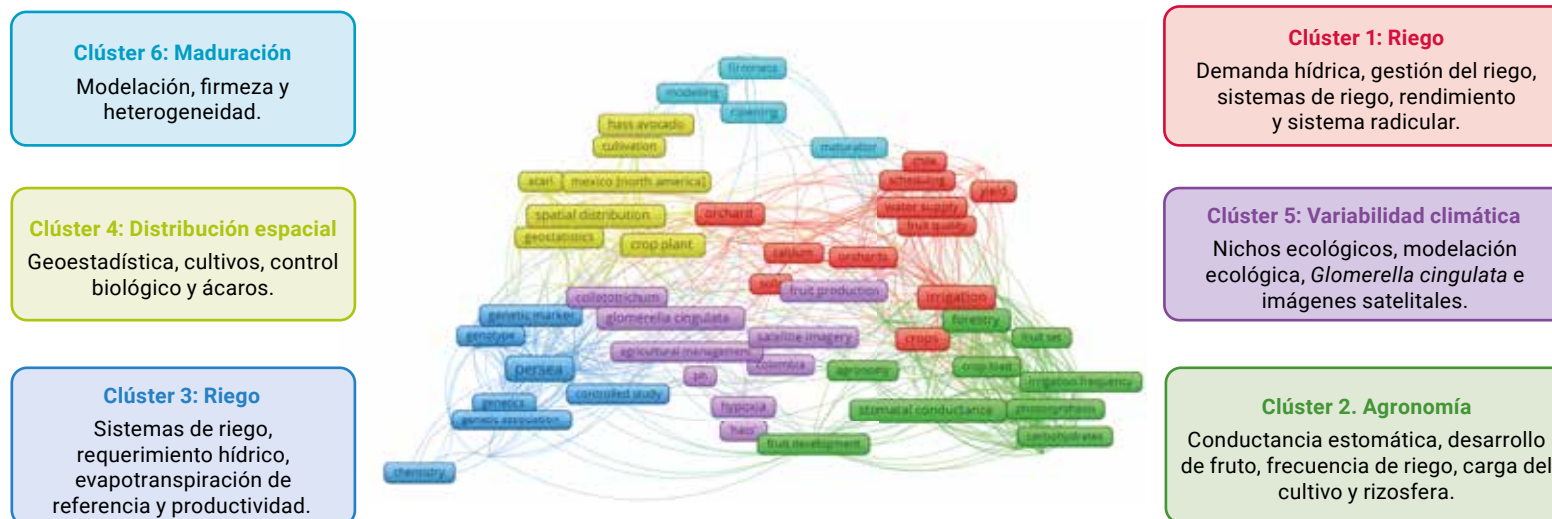 Clúster 6: Maduración
Modelación, firmeza y
heterogeneidad.
Clúster 4: Distribución espacial
Geoestadística, cultivos, control
biológico y ácaros.
Clúster 3: Riego
Sistemas de riego,
requerimiento hídrico,
evapotranspiración de
referencia y productividad.
firmness
modeling
ripening
hass avocado
cultivation
maturation
acari
mexico [north america]
scheduling
yield
spatial distribution
orchard
water supply
fruit quality
geostatistics
crop plant
calcium
orchards
colletotrichum
fruit production
irrigation
genetic marker
glomerella cingulata
forestry
genotype
satellite imagery
crops
fruit set
agricultural management
persea
colombia
agronomy
crop load
ph
irrigation frequency
controlled study
genetics
hypoxia
stomatal conductance
photosynthesis
genetic association
hass
carbohydrates
fruit development
chemistry
Clúster 1: Riego
Demanda hídrica, gestión del riego,
sistemas de riego, rendimiento
y sistema radicular.
Clúster 5: Variabilidad climática
Nichos ecológicos, modelación
ecológica, Glomerella cingulata e
imágenes satelitales.
Clúster 2. Agronomía
Conductancia estomática, desarrollo
de fruto, frecuencia de riego, carga del
cultivo y rizosfera.